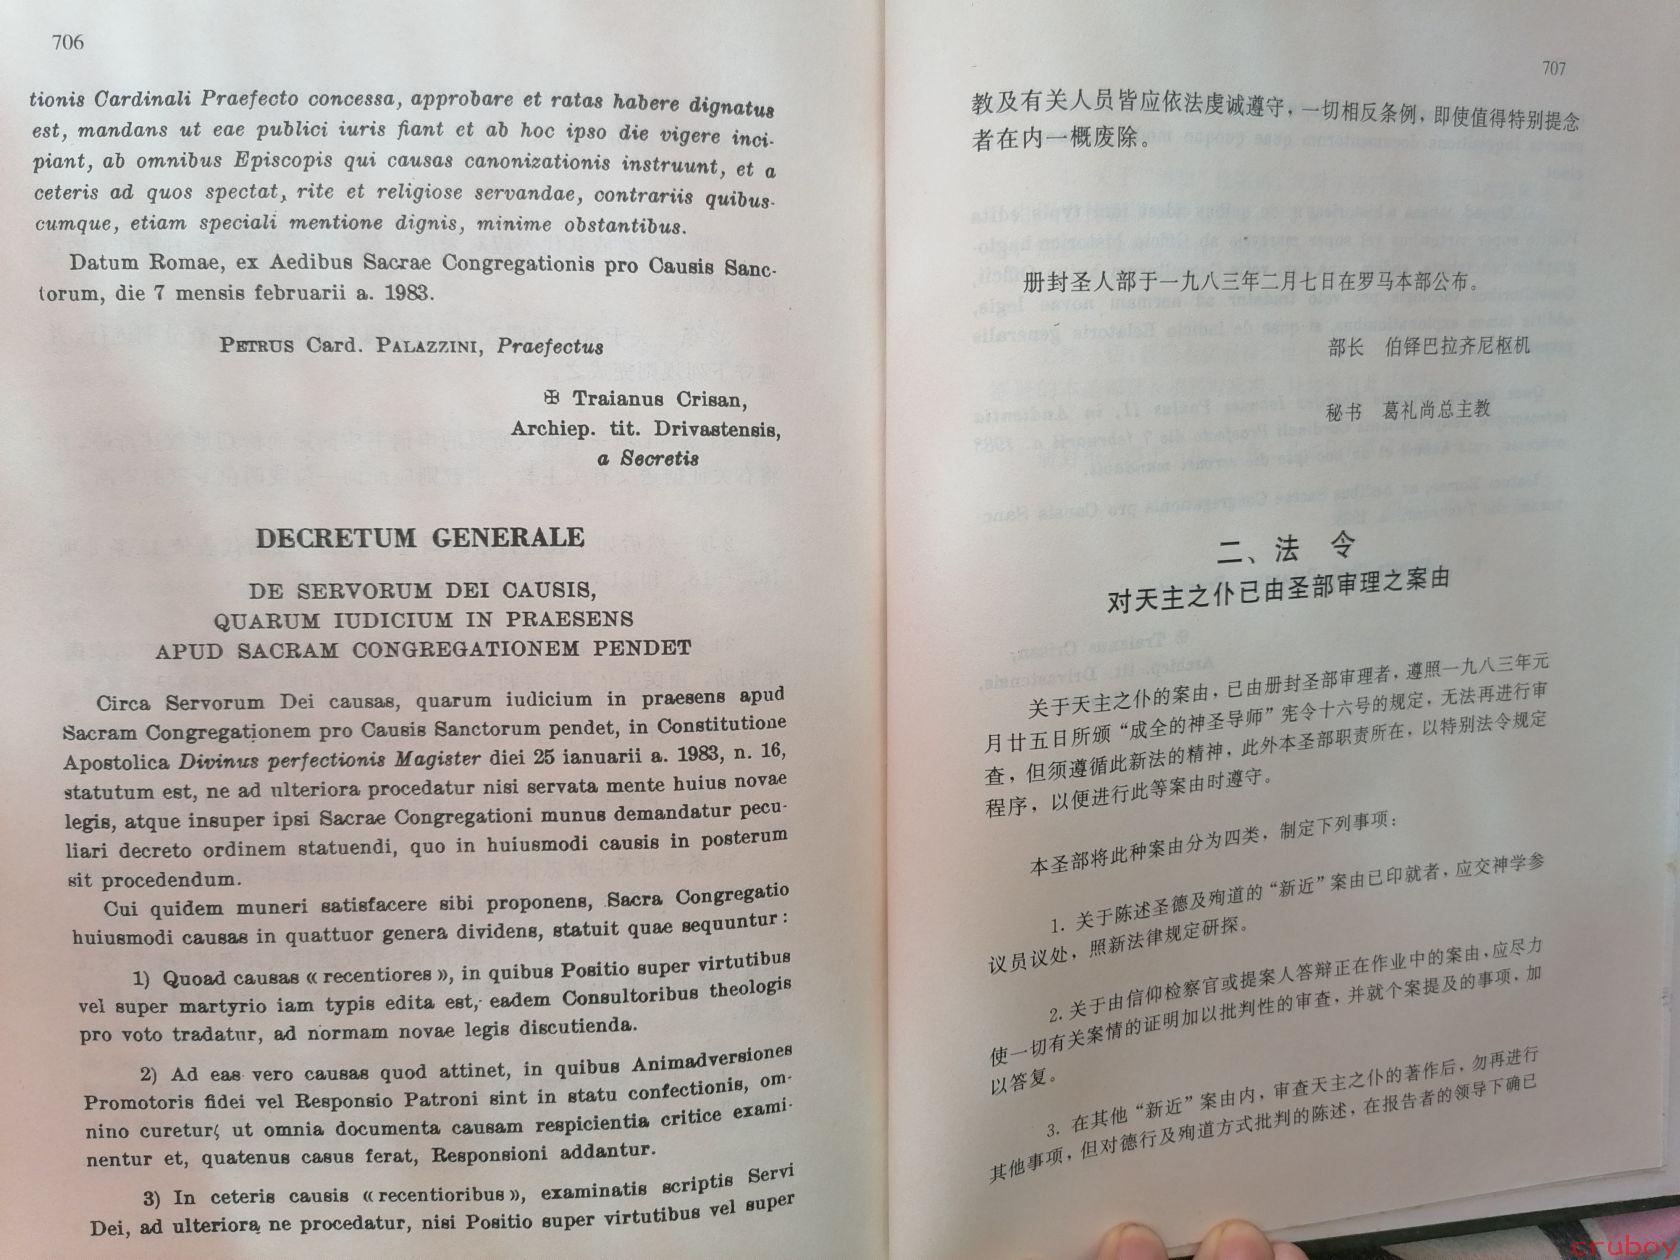 706
tionis Cardinali Praefecto concessa, approbare et ratas habere dignatus
est, mandans ut eae publici iuris fiant et ab hoc ipso die vigere inci-
piant, ab omnibus Episcopis qui causas canonizationis instruunt, et a
ceteris ad quos spectat, rite et religiose servandae, contrariis quibus-
cumque, etiam speciali mentione dignis, minime obstantibus.
Datum Romae, ex Aedibus Sacrae Congregationis pro Causis Sanc-
torum, die 7 mensis februarii a. 1983.
PETRUS Card. PALAZZINI, Praefectus
✠ Traianus Crisan,
Archiep. tit. Drivastensis,
a Secretis
DECRETUM GENERALE
DE SERVORUM DEI CAUSIS,
QUARUM IUDICIUM IN PRAESENS
APUD SACRAM CONGREGATIONEM PENDET
Circa Servorum Dei causas, quarum iudicium in praesens apud
Sacram Congregationem pro Causis Sanctorum pendet, in Constitutione
Apostolica Divinus perfectionis Magister diei 25 ianuarii a. 1983, n. 16,
statutum est, ne ad ulteriora procedatur nisi servata mente huius novae
legis, atque insuper ipsi Sacrae Congregationi munus demandatur pecu-
liari decreto ordinem statuendi, quo in huiusmodi causis in posterum
sit procedendum.
Cui quidem muneri satisfacere sibi proponens, Sacra Congregatio
huiusmodi causas in quattuor genera dividens, statuit quae sequuntur:
1) Quoad causas «recentiores», in quibus Positio super virtutibus
vel super martyrio iam typis edita est, eadem Consultoribus theologis
pro voto tradatur, ad normam novae legis discutienda.
2) Ad eas vero causas quod attinet, in quibus Animadversiones
Promotoris fidei vel Responsio Patroni sint in statu confectionis, om-
nino curetur, ut omnia documenta causam respicientia critice exami-
nentur et, quatenus casus ferat, Responsioni addantur.
3) In ceteris causis «recentioribus», examinatis scriptis Servi
Dei, ad ulteriora ne procedatur, nisi Positio super virtutibus vel super
707
教及有关人员皆应依法虔诚遵守，一切相反条例，即使值得特别提念
者在内一概废除。
册封圣人部于一九八三年二月七日在罗马本部公布。
部长 伯铎巴拉齐尼枢机
秘书 葛礼尚总主教
二、法 令
对天主之仆已由圣部审理之案由
关于天主之仆的案由，已由册封圣部审理者，遵照一九八三年元
月廿五日所颁“成全的神圣导师”宪令十六号的规定，无法再进行审
查，但须遵循此新法的精神，此外本圣部职责所在，以特别法令规定
程序，以便进行此等案由时遵守。
本圣部将此种案由分为四类，制定下列事项：
1. 关于陈述圣德及殉道的“新近”案由已印就者，应交神学参
议员议处，照新法律规定研探。
2. 关于由信仰检察官或提案人答辩正在作业中的案由，应尽力
使一切有关案情的证明加以批判性的审查，并就个案提及的事项，加
以答复。
3. 在其他“新近”案由内，审查天主之仆的著作后，勿再进行
其他事项，但对德行及殉道方式批判的陈述，在报告者的领导下确已
cruboy